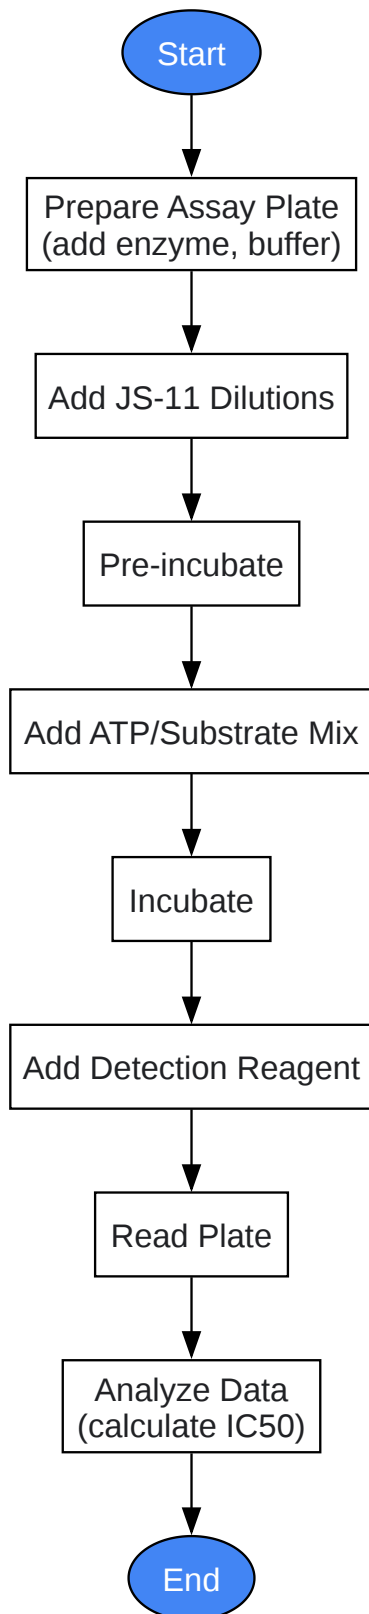 Start
Prepare Assay Plate
(add enzyme, buffer)
Add JS-11 Dilutions
Pre-incubate
Add ATP/Substrate Mix
Incubate
Add Detection Reagent
Read Plate
Analyze Data
(calculate IC50)
End